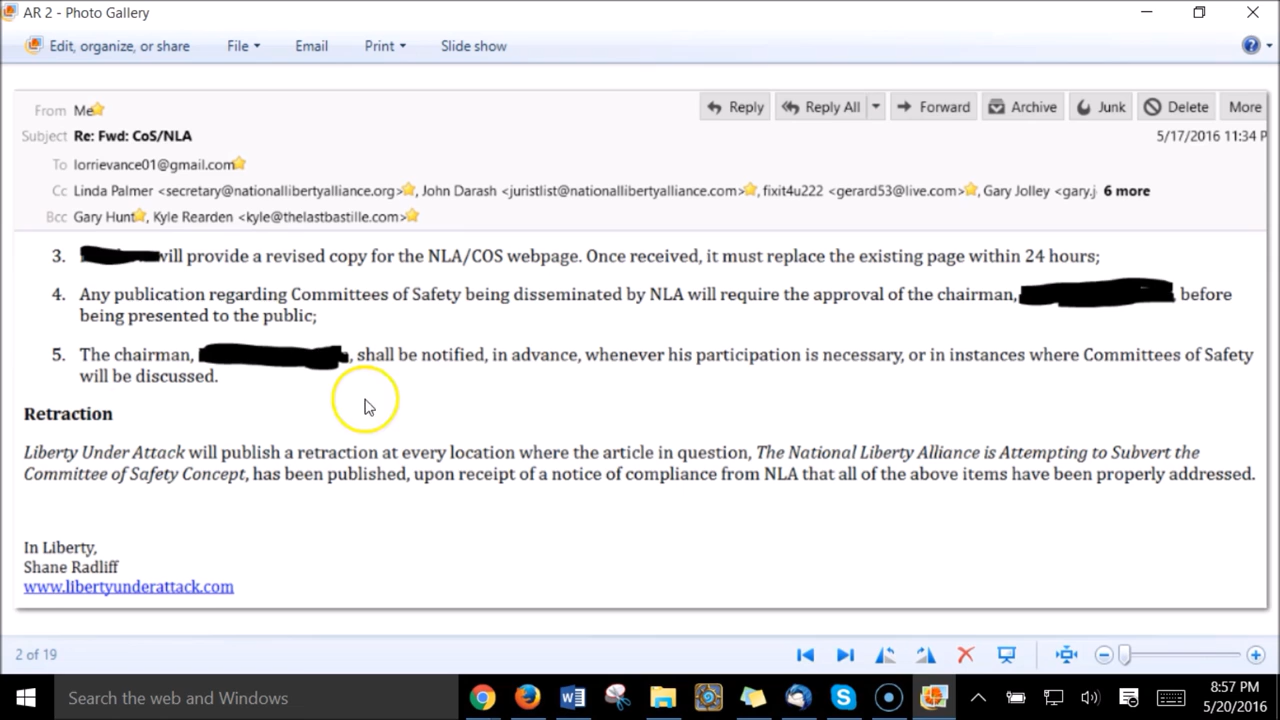 AR 2 - Photo Gallery
Edit, organize, or share File Email Print Slide show
From Me
Reply Reply All Forward Archive Junk Delete More
Subject Re: Fwd: CoS/NLA
5/17/2016 11:34 P
To lorrievance01@gmail.com
Cc Linda Palmer <secretary@nationallibertyalliance.org>, John Darash <juristlist@nationallibertyalliance.com>, fixit4u222 <gerard53@live.com>, Gary Jolley <gary.j 6 more
Bcc Gary Hunt, Kyle Rearden <kyle@thelastbastille.com>
3. will provide a revised copy for the NLA/COS webpage. Once received, it must replace the existing page within 24 hours;
4. Any publication regarding Committees of Safety being disseminated by NLA will require the approval of the chairman, , before
being presented to the public;
5. The chairman, , shall be notified, in advance, whenever his participation is necessary, or in instances where Committees of Safety
will be discussed.
Retraction
Liberty Under Attack will publish a retraction at every location where the article in question, The National Liberty Alliance is Attempting to Subvert the
Committee of Safety Concept, has been published, upon receipt of a notice of compliance from NLA that all of the above items have been properly addressed.
In Liberty,
Shane Radliff
www.libertyunderattack.com
2 of 19
Search the web and Windows
8:57 PM
5/20/2016